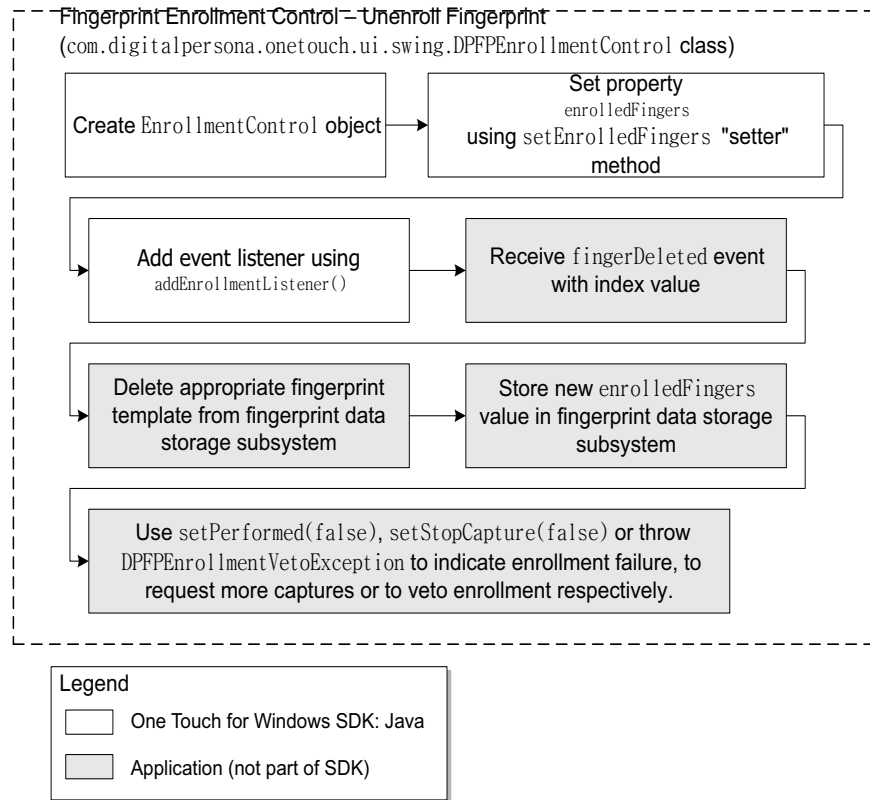 Fingerprint Enrollment Control – Unenroll Fingerprint
(com.digitalpersona.onetouch.ui.swing.DPFPEnrollmentControl class)
Create EnrollmentControl object
Set property
enrolledFingers
using setEnrolledFingers "setter"
method
Add event listener using
addEnrollmentListener()
Receive fingerDeleted event
with index value
Delete appropriate fingerprint
template from fingerprint data
storage subsystem
Store new enrolledFingers
value in fingerprint data storage
subsystem
Use setPerformed(false), setStopCapture(false) or throw
DPFPEnrollmentVetoException to indicate enrollment failure, to
request more captures or to veto enrollment respectively.
Legend
One Touch for Windows SDK: Java
Application (not part of SDK)